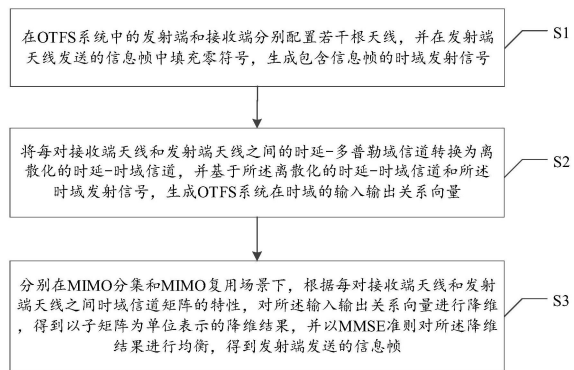 在OTFS系统中的发射端和接收端分别配置若干根天线，并在发射端
天线发送的信息帧中填充零符号，生成包含信息帧的时域发射信号
S1
将每对接收端天线和发射端天线之间的时延-多普勒域信道转换为离
散化的时延-时域信道，并基于所述离散化的时延-时域信道和所述
时域发射信号，生成OTFS系统在时域的输入输出关系向量
S2
分别在MIMO分集和MIMO复用场景下，根据每对接收端天线和发射
端天线之间时域信道矩阵的特性，对所述输入输出关系向量进行降维
，得到以子矩阵为单位表示的降维结果，并以MMSE准则对所述降维
结果进行均衡，得到发射端发送的信息帧
S3